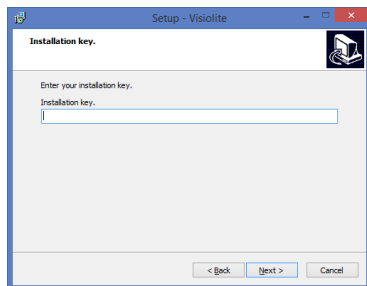 Setup - Visiolite
Installation key.
Enter your installation key.
Installation key.
< Back
Next >
Cancel